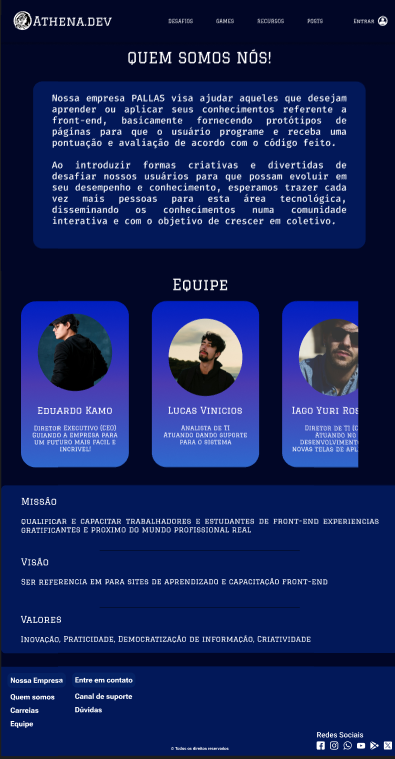 Athena.dev
Desafios Games Recursos Posts Entrar
Quem somos nós!
Nossa empresa PALLAS visa ajudar aqueles que desejam
aprender ou aplicar seus conhecimentos referente a
front-end, basicamente fornecendo protótipos de
páginas para que o usuário programe e receba uma
pontuação e avaliação de acordo com o código feito.
Ao introduzir formas criativas e divertidas de
desafiar nossos usuários para que possam evoluir em
seu desempenho e conhecimento, esperamos trazer cada
vez mais pessoas para esta área tecnológica,
disseminando os conhecimentos numa comunidade
interativa e com o objetivo de crescer em coletivo.
Equipe
Eduardo Kamo
Diretor Executivo (CEO)
Guiando a empresa para
um futuro mais facil e
incrivel!
Lucas Vinicios
Analista de TI
Atuando dando suporte
para o sistema
Iago Yuri Ros
Diretor de TI (C
Atuando no
desenvolviment
novas telas de apl
Missão
qualificar e capacitar trabalhadores e estudantes de front-end experiencias
gratificantes e proximo do mundo profissional real
Visão
Ser referencia em para sites de aprendizado e capacitação front-end
Valores
Inovação, Praticidade, Democratização de informação, Criatividade
Nossa Empresa
Quem somos
Carreias
Equipe
Entre em contato
Canal de suporte
Dúvidas
Redes Sociais
© Todos os direitos reservados